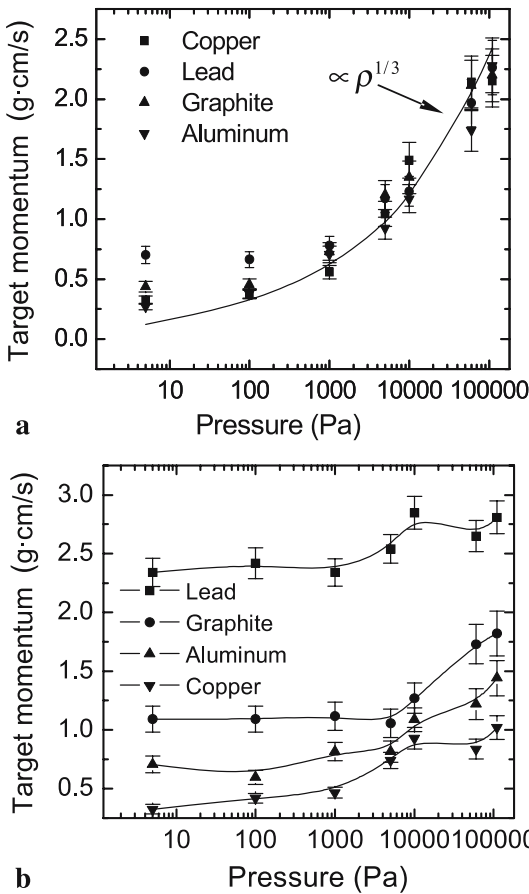 2.5
2.0
1.5
1.0
0.5
0.0
Target momentum (g·cm/s)
Copper
Lead
Graphite
Aluminum
∝ρ^1/3
10 100 1000 10000 100000
Pressure (Pa)
a
3.0
2.5
2.0
1.5
1.0
0.5
Target momentum (g·cm/s)
Lead
Graphite
Aluminum
Copper
10 100 1000 10000 100000
Pressure (Pa)
b